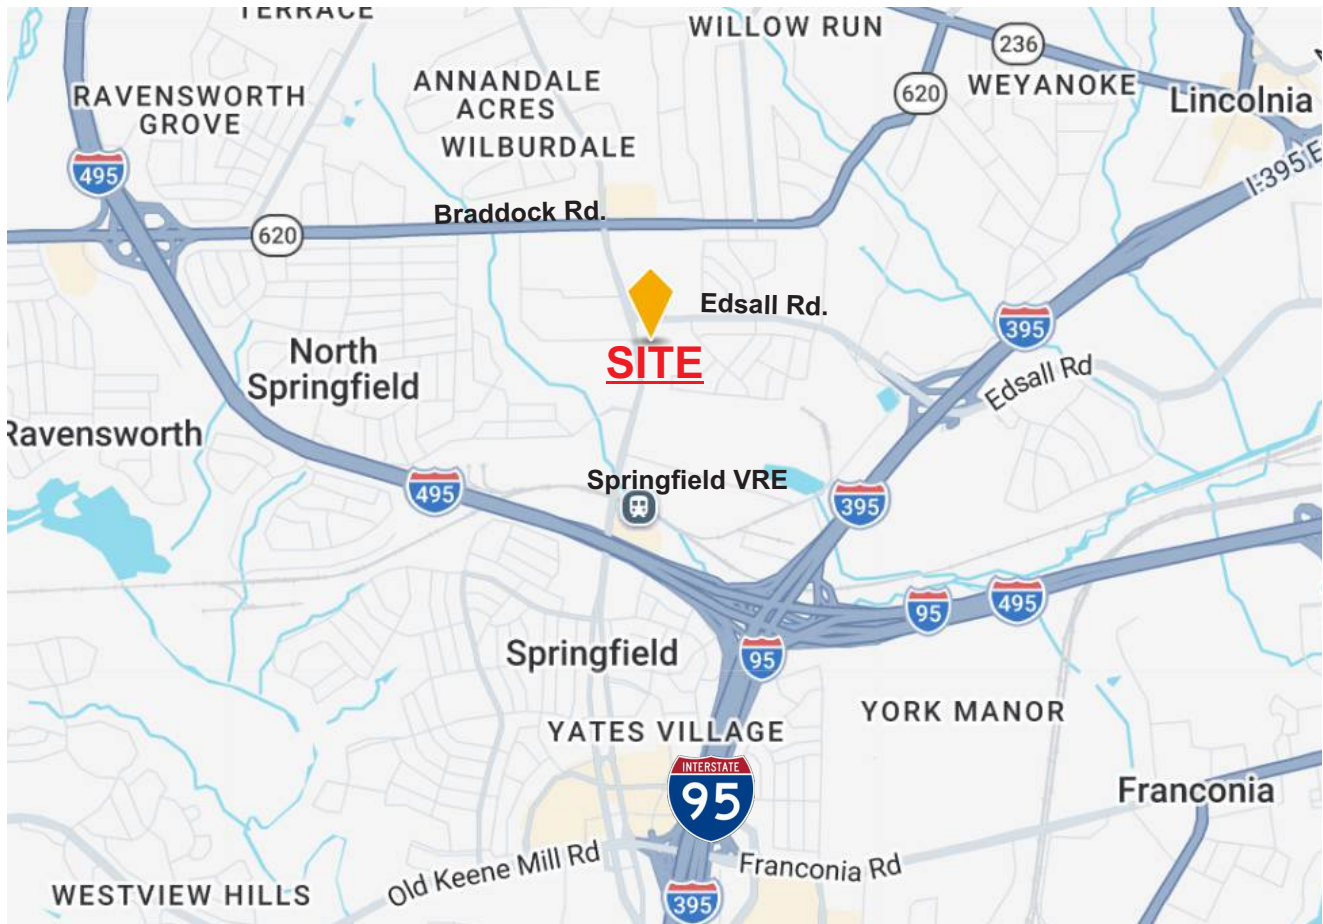 TERRACE
WILLOW RUN
236
ANNANDALE
ACRES
620
WEYANOKE
Lincolnia
RAVENSWORTH
GROVE
WILBURDALE
495
I-395 E
Braddock Rd.
620
Edsall Rd.
395
SITE
North
Springfield
Edsall Rd
Ravensworth
Springfield VRE
495
395
95
495
Springfield
95
YATES VILLAGE
YORK MANOR
INTERSTATE
95
Franconia
Old Keene Mill Rd
Franconia Rd
WESTVIEW HILLS
395